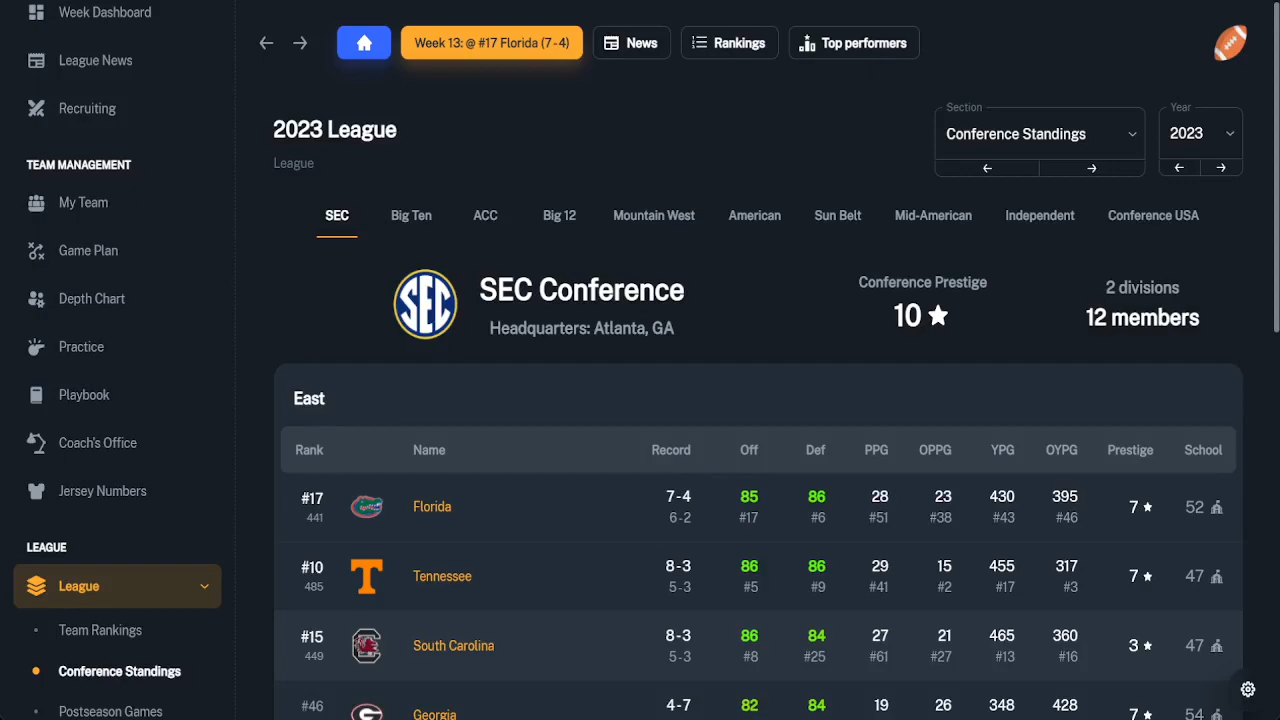 Week Dashboard
League News
Recruiting
TEAM MANAGEMENT
My Team
Game Plan
Depth Chart
Practice
Playbook
Coach's Office
Jersey Numbers
LEAGUE
League
Team Rankings
Conference Standings
Postseason Games
Week 13: @ #17 Florida (7 - 4)
News
Rankings
Top performers
2023 League
League
Section
Conference Standings
Year
2023
SEC Big Ten ACC Big 12 Mountain West American Sun Belt Mid-American Independent Conference USA
SEC
SEC Conference
Headquarters: Atlanta, GA
Conference Prestige
10
2 divisions
12 members
East
Rank Name Record Off Def PPG OPPG YPG OYPG Prestige School
#17 Florida 7-4 85 86 28 23 430 395 7 52
441 6-2 #17 #6 #51 #38 #43 #46
#10 Tennessee 8-3 86 86 29 15 455 317 7 47
485 5-3 #5 #9 #41 #2 #17 #3
#15 South Carolina 8-3 86 84 27 21 465 360 3 47
449 5-3 #8 #25 #61 #27 #13 #16
#46 Georgia 4-7 82 84 19 26 348 428 7 54